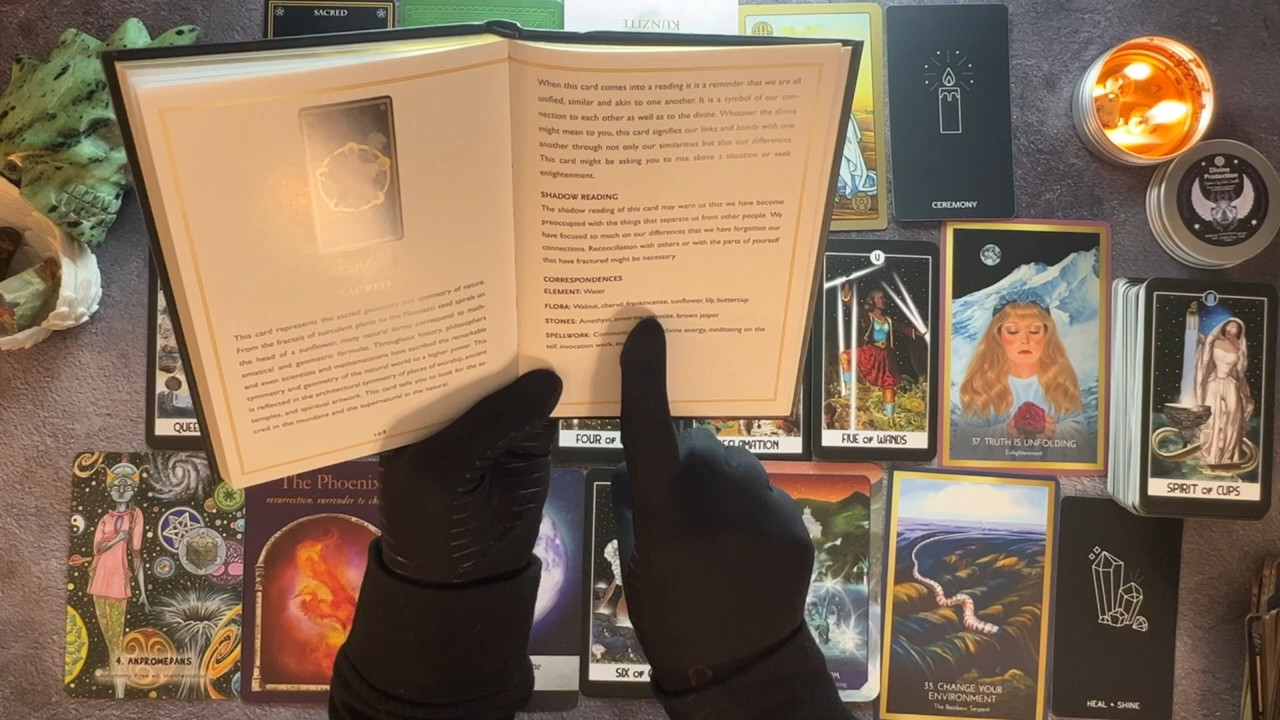 SACRED
KUNZITE
CEREMONY
Divine
Protection
SACRED
This card represents the sacred geometry and symmetry of nature.
From the fractals of succulent plants to the Fibonacci seed spirals on
the head of a sunflower, many natural forms correspond to math-
ematical and geometric formulas. Throughout history, philosophers
and even scientists and mathematicians have ascribed the remarkable
symmetry and geometry of the natural world to a higher power. This
is reflected in the architectural symmetry of places of worship, ancient
temples, and spiritual artwork. This card tells you to look for the sa-
cred in the mundane and the supernatural in the natural.
108
When this card comes into a reading it is a reminder that we are all
unified, similar and akin to one another. It is a symbol of our con-
nection to each other as well as to the divine. Whatever the divine
might mean to you, this card signifies our links and bonds with one
another through not only our similarities but also our differences.
This card might be asking you to rise above a situation or seek
enlightenment.
SHADOW READING
The shadow reading of this card may warn us that we have become
preoccupied with the things that separate us from other people. We
have focused so much on our differences that we have forgotten our
connections. Reconciliation with others or with the parts of yourself
that have fractured might be necessary.
CORRESPONDENCES
ELEMENT: Water
FLORA: Walnut, chervil, frankincense, sunflower, lily, buttercup
STONES: Amethyst, ametrine, celestite, brown jasper
SPELLWORK: divine energy, meditating on the
invocation work,
QUEE
FOUR OF
CLAMATION
FIVE OF WANDS
37. TRUTH IS UNFOLDING
Enlightenment
SPIRIT OF CUPS
4. ANDROMEDANS
The Phoenix
resurrection, surrender to ch
SIX OF
35. CHANGE YOUR
ENVIRONMENT
The Rainbow Serpent
HEAL + SHINE